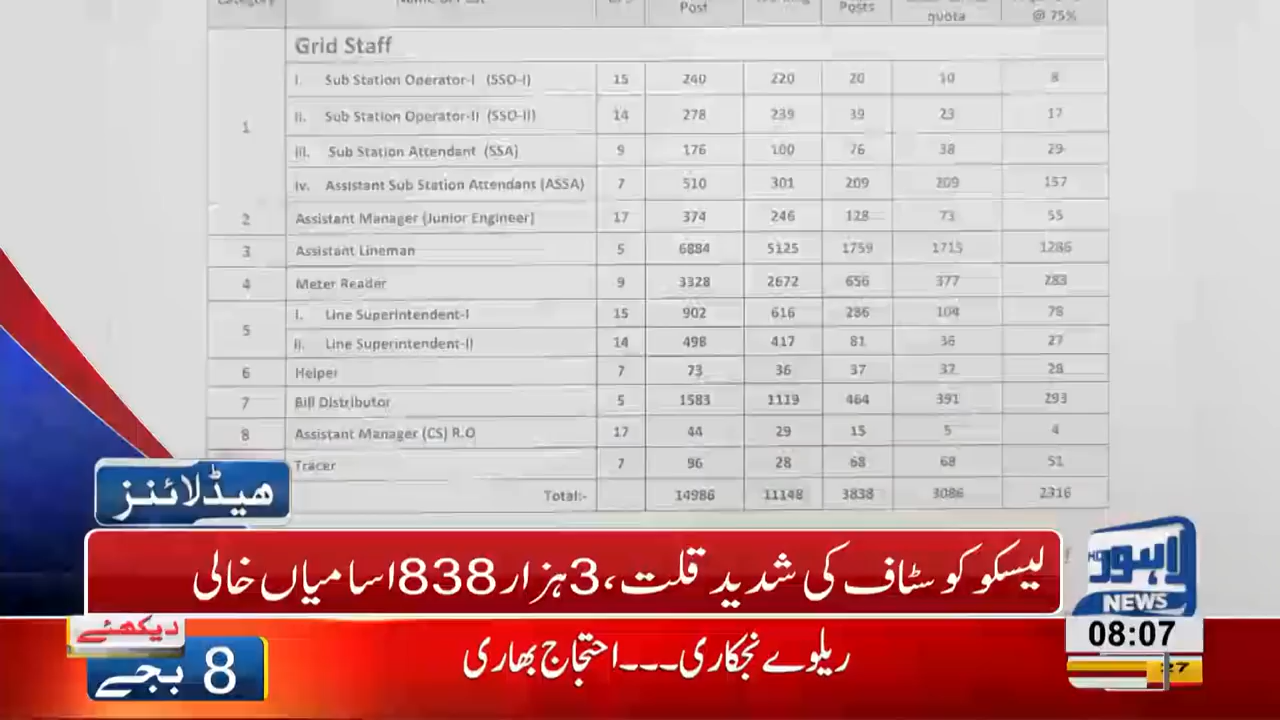 Post Posts quota @ 75%
Grid Staff
1
i. Sub Station Operator-I (SSO-I) 15 240 220 20 10 8
ii. Sub Station Operator-II (SSO-II) 14 278 239 39 23 17
iii. Sub Station Attendant (SSA) 9 176 100 76 38 29
iv. Assistant Sub Station Attendant (ASSA) 7 510 301 209 209 157
2 Assistant Manager (Junior Engineer) 17 374 246 128 73 55
3 Assistant Lineman 5 6884 5125 1759 1715 1286
4 Meter Reader 9 3328 2672 656 377 283
5
i. Line Superintendent-I 15 902 616 286 104 78
ii. Line Superintendent-II 14 498 417 81 36 27
6 Helper 7 73 36 37 37 28
7 Bill Distributor 5 1583 1119 464 391 293
8 Assistant Manager (CS) R.O 17 44 29 15 5 4
Tracer 7 96 28 68 68 51
Total:- 14986 11148 3838 3086 2316
ھیڈلائنز
لیسکو کو سٹاف کی شدید قلت، 3 ہزار 838 اسامیاں خالی
لاہور
HD
NEWS
08:07
27
دیکھئے
8 بجے
ریلوے نجکاری۔۔۔احتجاج بھاری